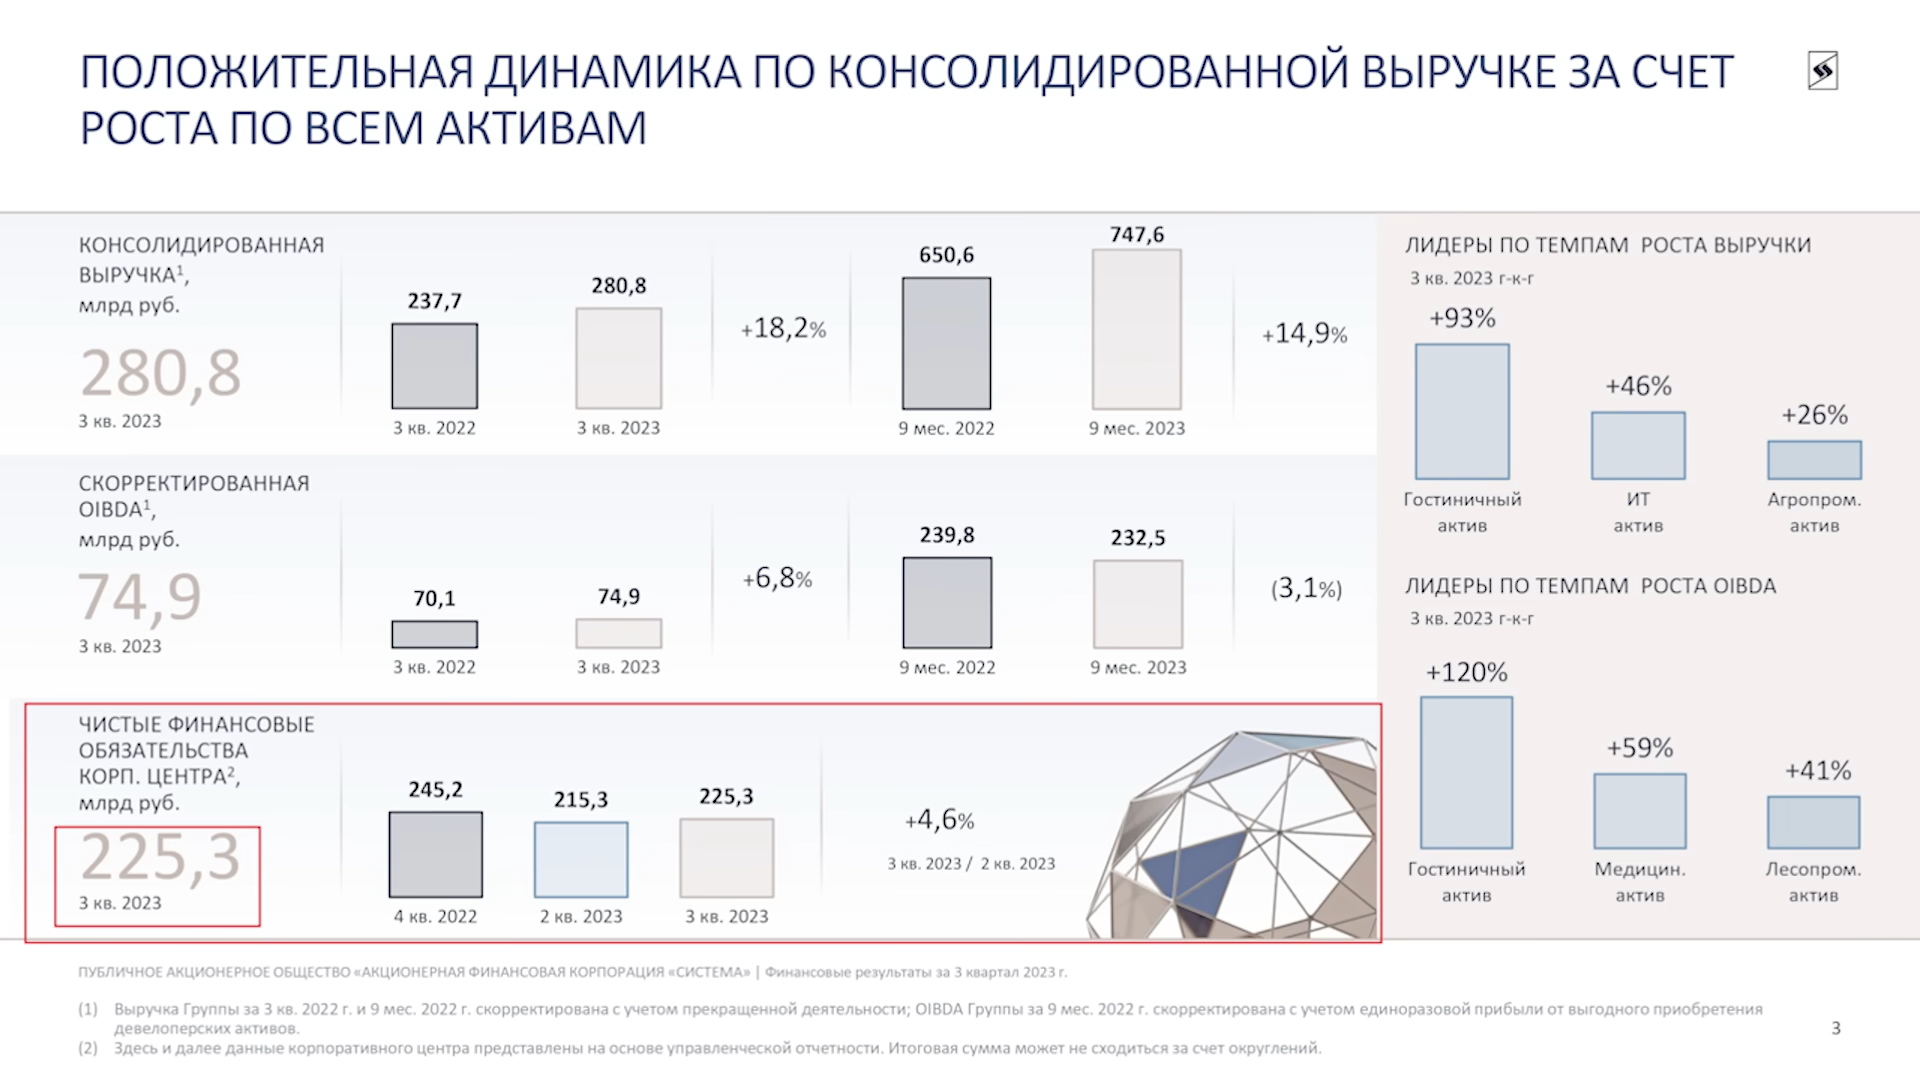 ПОЛОЖИТЕЛЬНАЯ ДИНАМИКА ПО КОНСОЛИДИРОВАННОЙ ВЫРУЧКЕ ЗА СЧЕТ
РОСТА ПО ВСЕМ АКТИВАМ
КОНСОЛИДИРОВАННАЯ
ВЫРУЧКА¹,
млрд руб.
280,8
3 кв. 2023
237,7
3 кв. 2022
280,8
3 кв. 2023
+18,2%
650,6
9 мес. 2022
747,6
9 мес. 2023
+14,9%
СКОРРЕКТИРОВАННАЯ
OIBDA¹,
млрд руб.
74,9
3 кв. 2023
70,1
3 кв. 2022
74,9
3 кв. 2023
+6,8%
239,8
9 мес. 2022
232,5
9 мес. 2023
(3,1%)
ЧИСТЫЕ ФИНАНСОВЫЕ
ОБЯЗАТЕЛЬСТВА
КОРП. ЦЕНТРА²,
млрд руб.
225,3
3 кв. 2023
245,2
4 кв. 2022
215,3
2 кв. 2023
225,3
3 кв. 2023
+4,6%
3 кв. 2023 / 2 кв. 2023
ЛИДЕРЫ ПО ТЕМПАМ РОСТА ВЫРУЧКИ
3 кв. 2023 г-к-г
+93%
Гостиничный
актив
+46%
ИТ
актив
+26%
Агропром.
актив
ЛИДЕРЫ ПО ТЕМПАМ РОСТА OIBDA
3 кв. 2023 г-к-г
+120%
Гостиничный
актив
+59%
Медицин.
актив
+41%
Лесопром.
актив
ПУБЛИЧНОЕ АКЦИОНЕРНОЕ ОБЩЕСТВО «АКЦИОНЕРНАЯ ФИНАНСОВАЯ КОРПОРАЦИЯ «СИСТЕМА» | Финансовые результаты за 3 квартал 2023 г.
(1) Выручка Группы за 3 кв. 2022 г. и 9 мес. 2022 г. скорректирована с учетом прекращенной деятельности; OIBDA Группы за 9 мес. 2022 г. скорректирована с учетом единоразовой прибыли от выгодного приобретения
девелоперских активов.
(2) Здесь и далее данные корпоративного центра представлены на основе управленческой отчетности. Итоговая сумма может не сходиться за счет округлений.
3